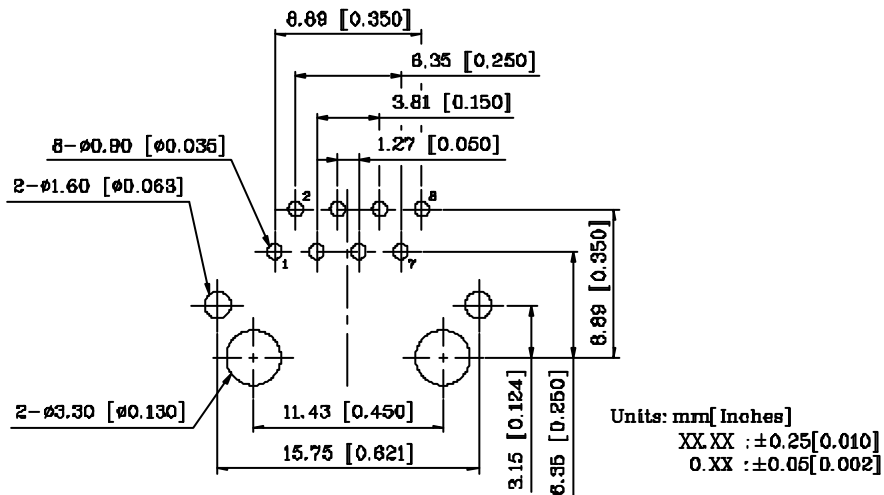 8.89 [0.350]
6.35 [0.250]
3.81 [0.150]
1.27 [0.050]
8-ø0.90 [ø0.035]
2-ø1.60 [ø0.063]
2
8
1
7
8.89 [0.350]
3.15 [0.124]
6.35 [0.250]
2-ø3.30 [ø0.130]
11.43 [0.450]
15.75 [0.621]
Units: mm[Inches]
XX.XX :±0.25[0.010]
0.XX :±0.05[0.002]